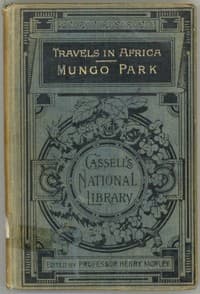 TRAVELS IN AFRICA
MUNGO PARK
CASSELL'S
NATIONAL
LIBRARY
EDITED BY PROFESSOR HENRY MORLEY